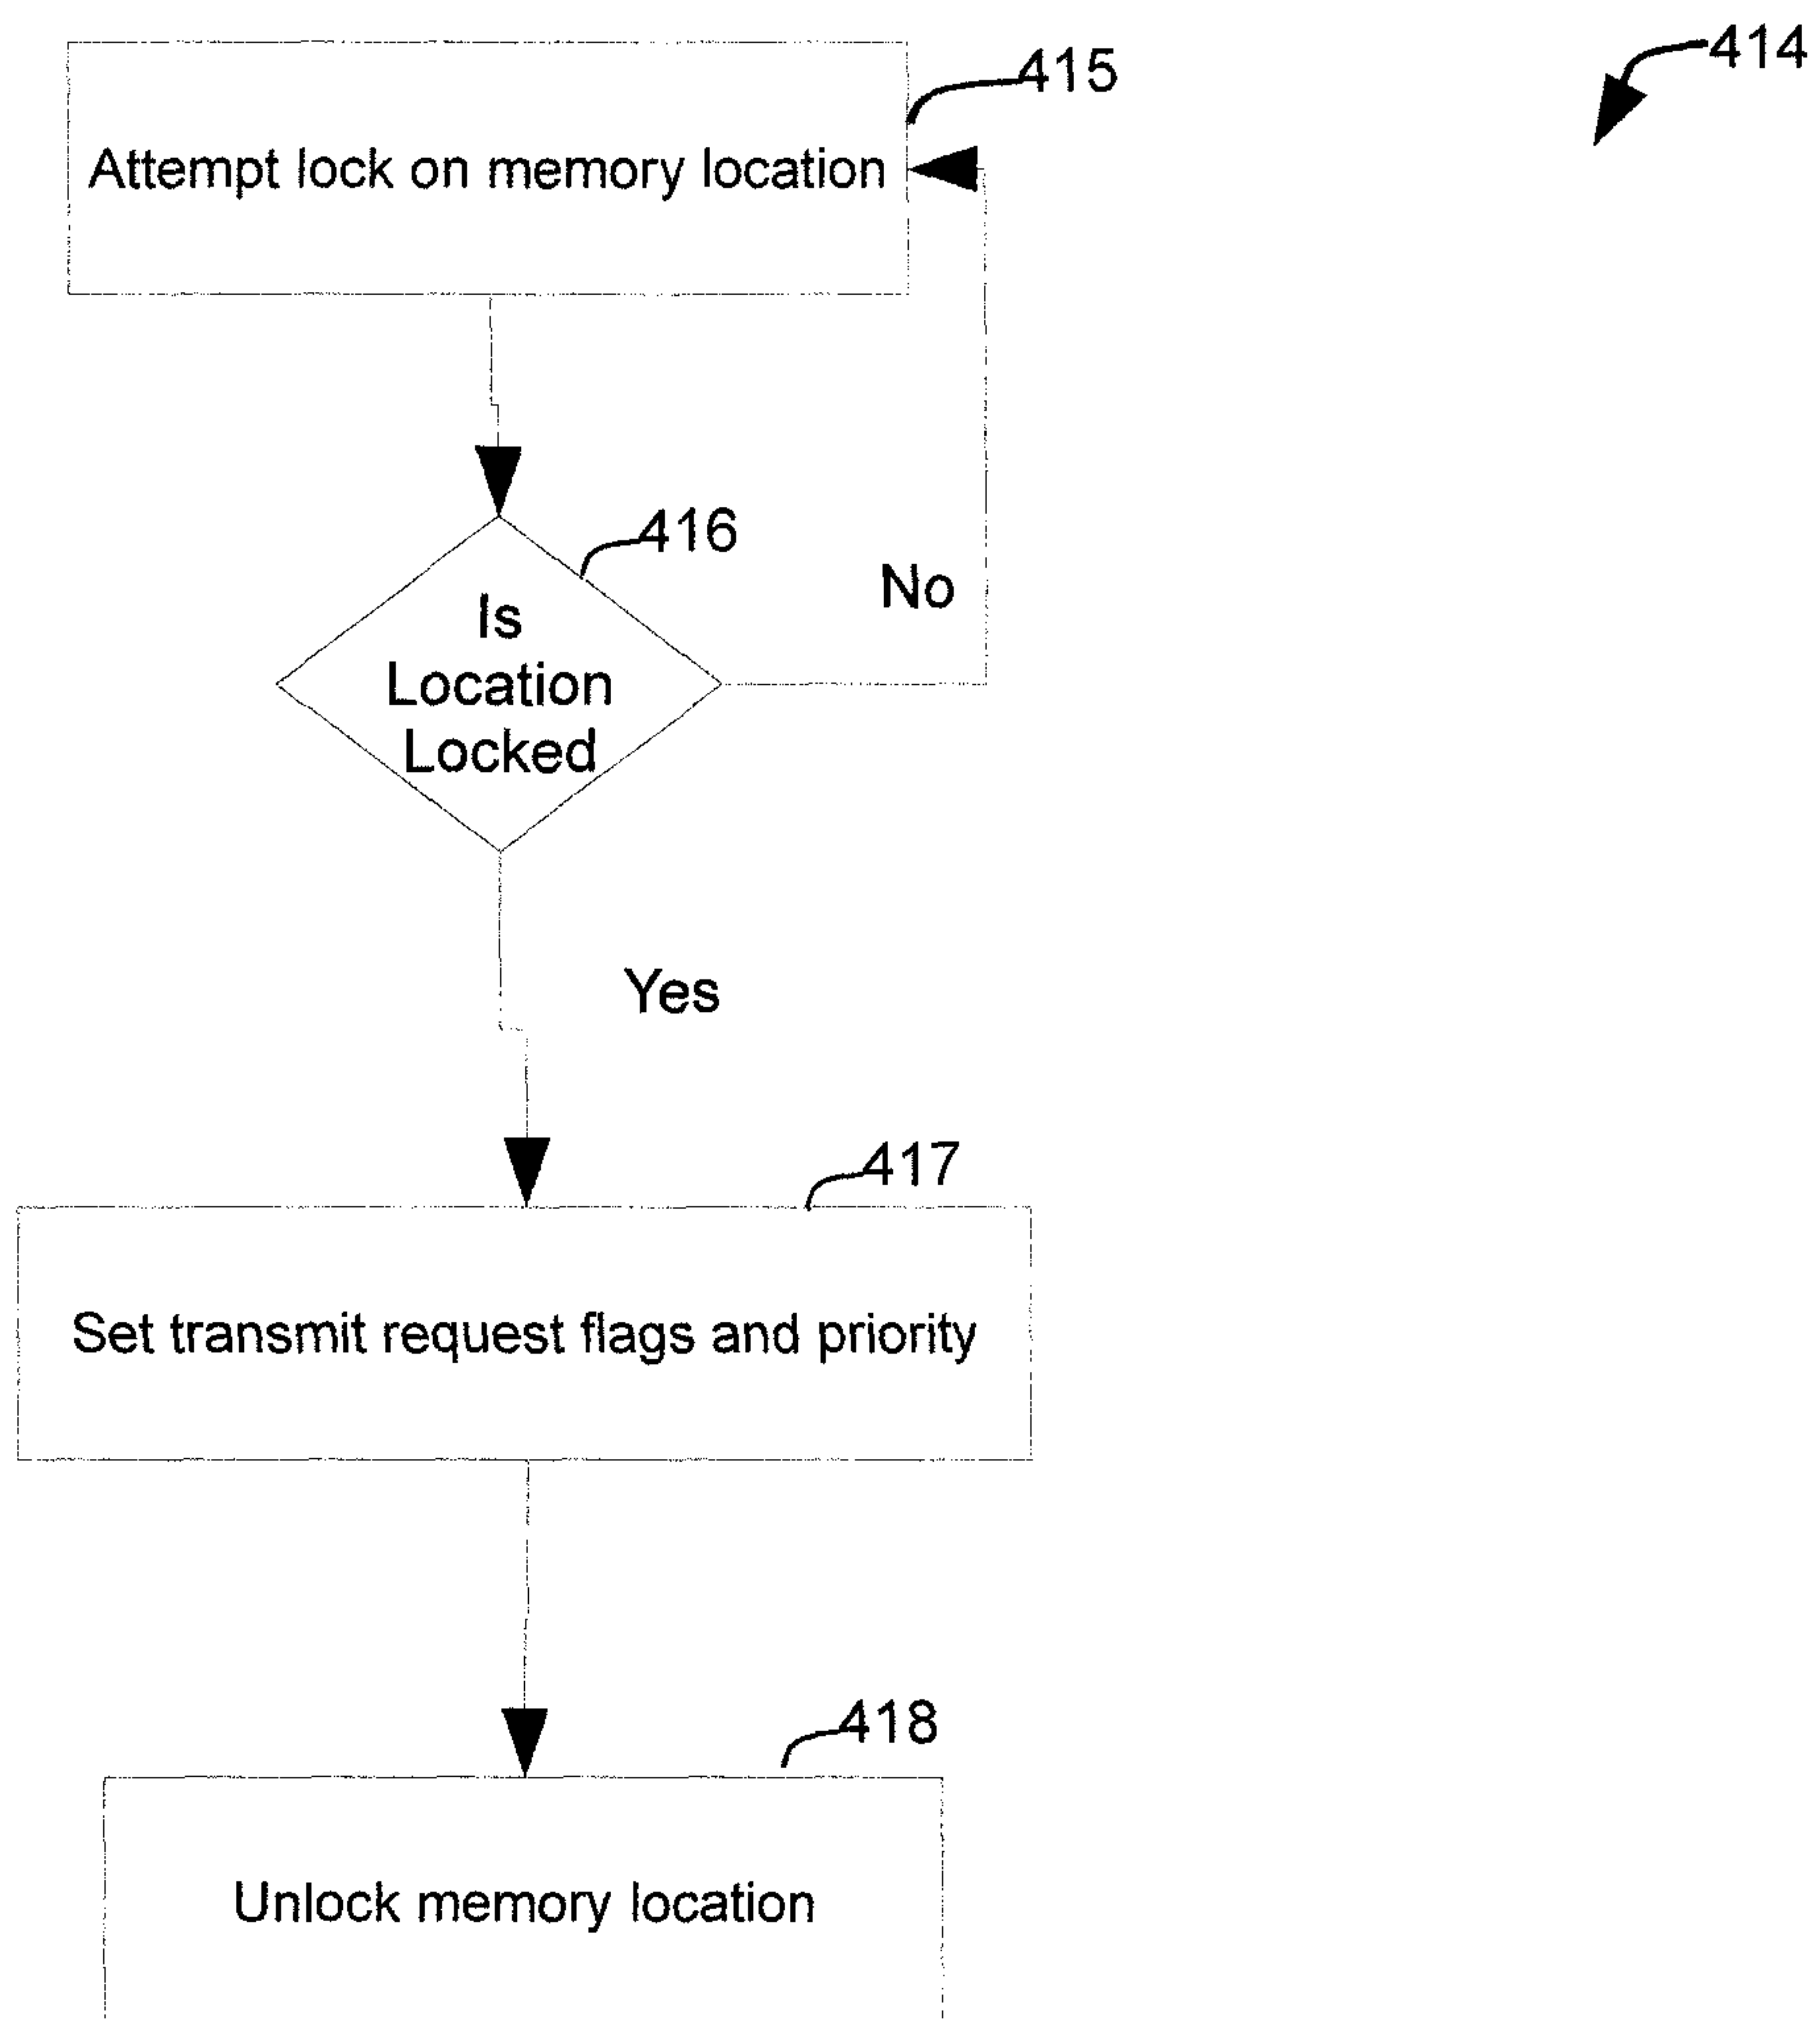 414
415
Attempt lock on memory location
416
Is
Location
Locked
No
Yes
417
Set transmit request flags and priority
418
Unlock memory location